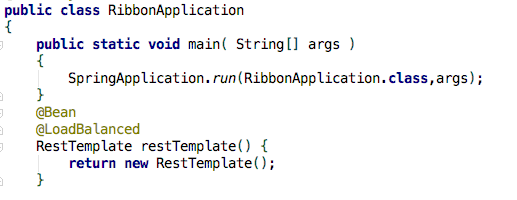 public class RibbonApplication
{
    public static void main( String[] args )
    {
        SpringApplication.run(RibbonApplication.class,args);
    }
    @Bean
    @LoadBalanced
    RestTemplate restTemplate() {
        return new RestTemplate();
    }